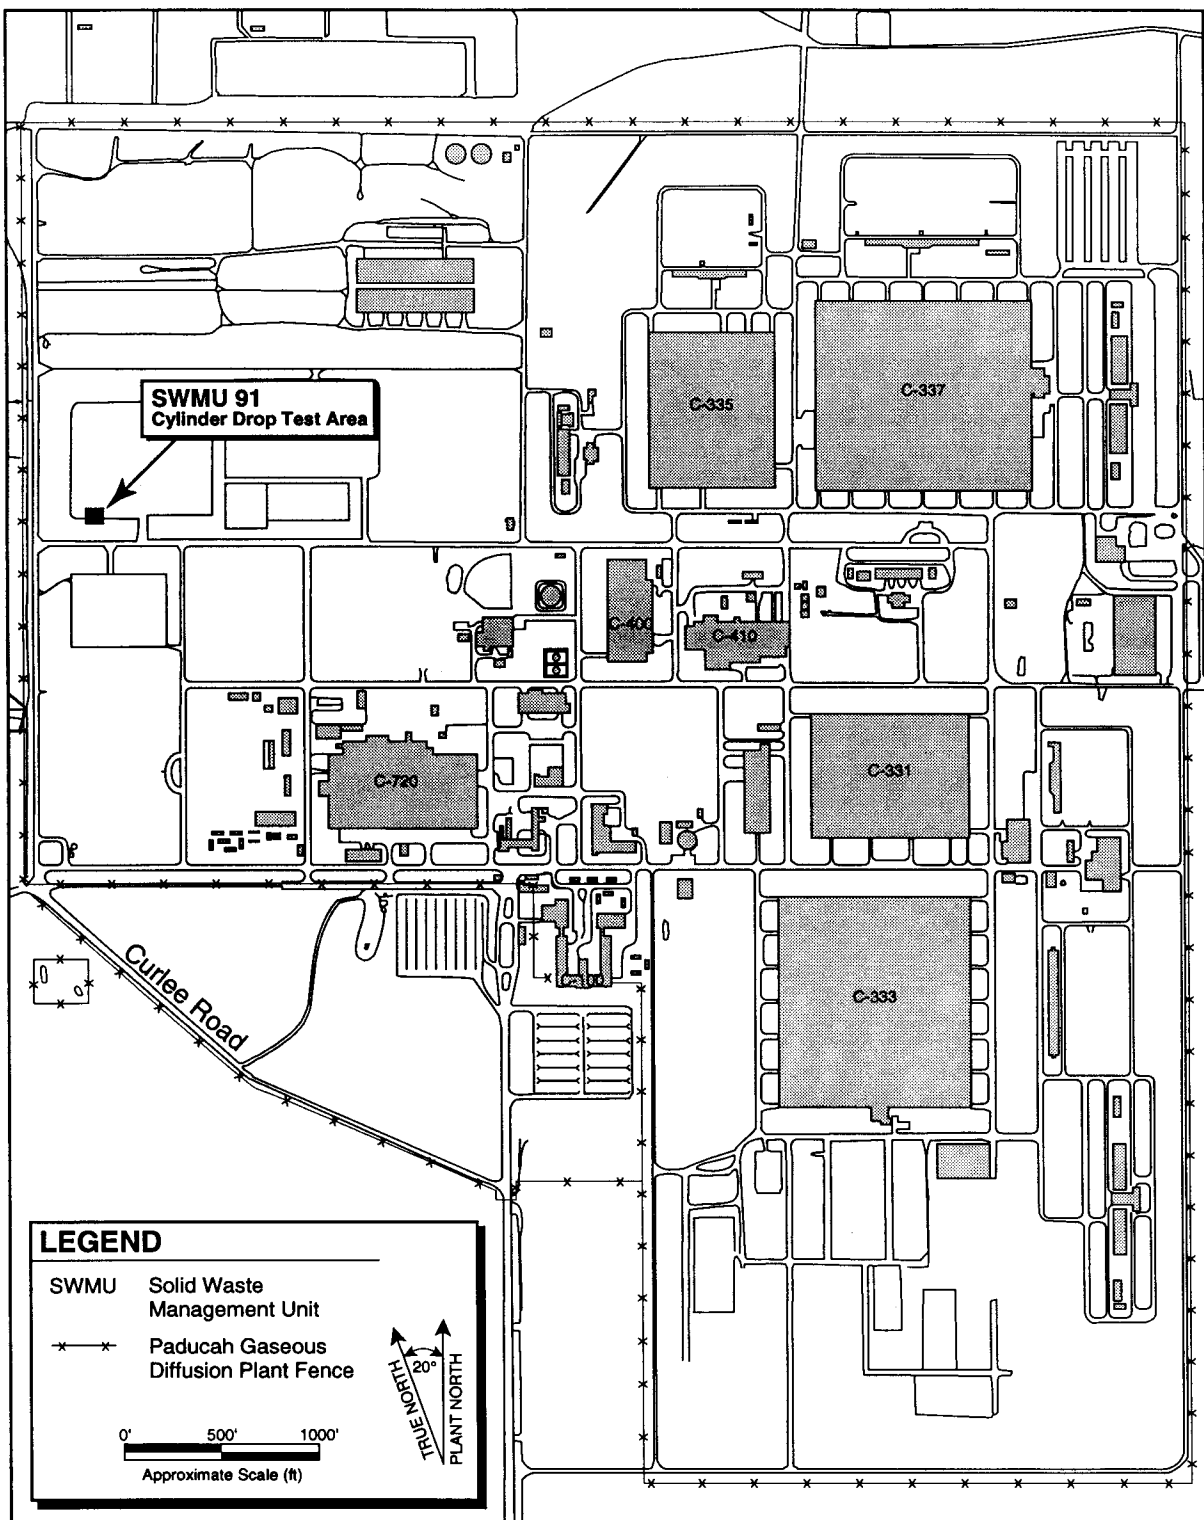 SWMU 91
Cylinder Drop Test Area
C-335
C-337
C-400
C-410
C-720
C-331
C-333
Curlee Road
LEGEND
SWMU Solid Waste
Management Unit
x x Paducah Gaseous
Diffusion Plant Fence
TRUE NORTH
20°
PLANT NORTH
0' 500' 1000'
Approximate Scale (ft)